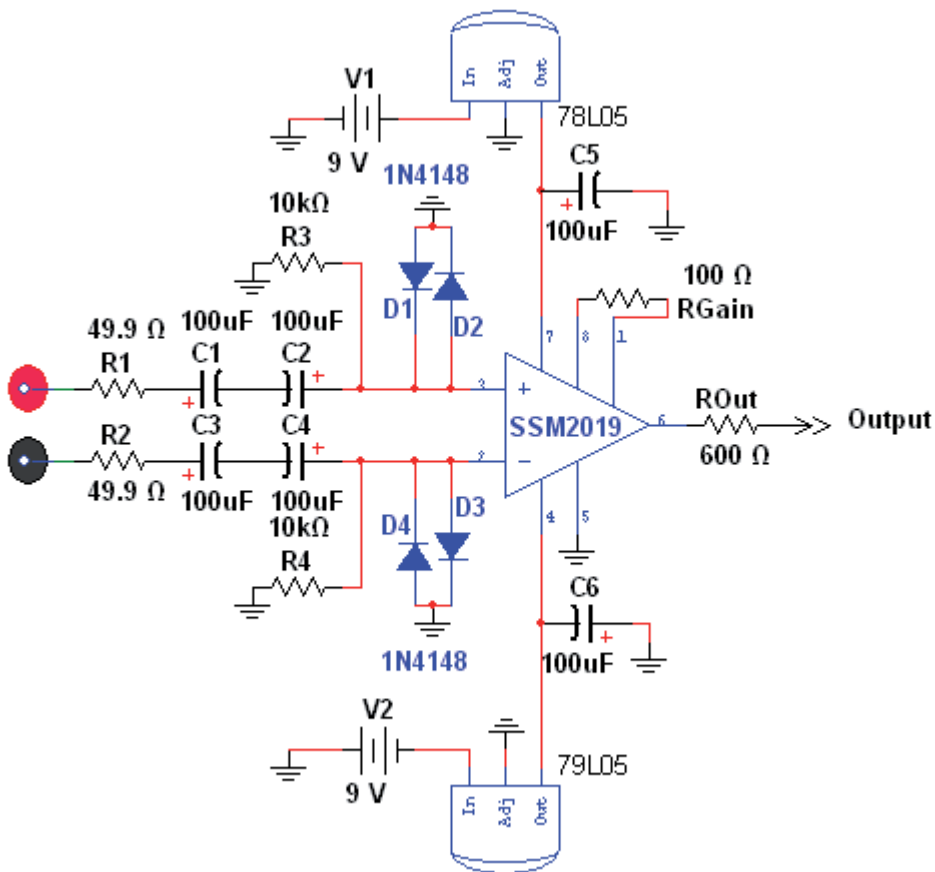 In
Adj
Out
78L05
V1
9 V
1N4148
C5
+
100uF
10kΩ
R3
100 Ω
RGain
D1
D2
7
8
1
49.9 Ω
R1
100uF
C1
+
100uF
C2
+
3
+
SSM2019
6
ROut
600 Ω
Output
R2
49.9 Ω
C3
+
100uF
C4
+
100uF
2
−
10kΩ
R4
D4
D3
4
5
1N4148
C6
+
100uF
V2
9 V
79L05
In
Adj
Out